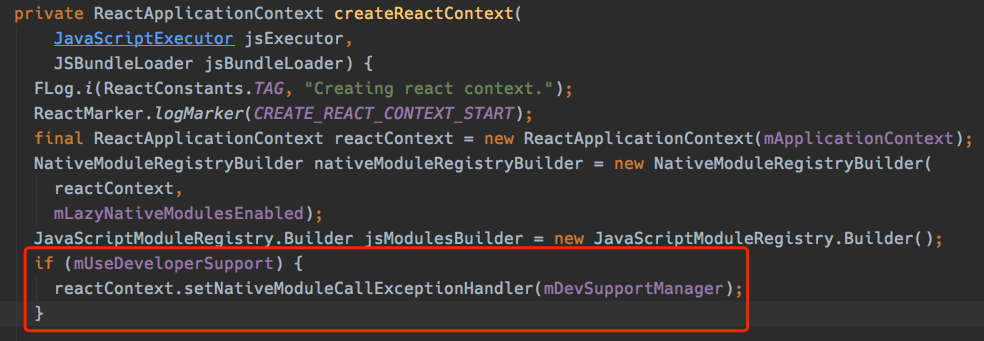 private ReactApplicationContext createReactContext(
JavaScriptExecutor jsExecutor,
JSBundleLoader jsBundleLoader) {
FLog.i(ReactConstants.TAG, "Creating react context.");
ReactMarker.logMarker(CREATE_REACT_CONTEXT_START);
final ReactApplicationContext reactContext = new ReactApplicationContext(mApplicationContext);
NativeModuleRegistryBuilder nativeModuleRegistryBuilder = new NativeModuleRegistryBuilder(
reactContext,
mLazyNativeModulesEnabled);
JavaScriptModuleRegistry.Builder jsModulesBuilder = new JavaScriptModuleRegistry.Builder();
if (mUseDeveloperSupport) {
reactContext.setNativeModuleCallExceptionHandler(mDevSupportManager);
}